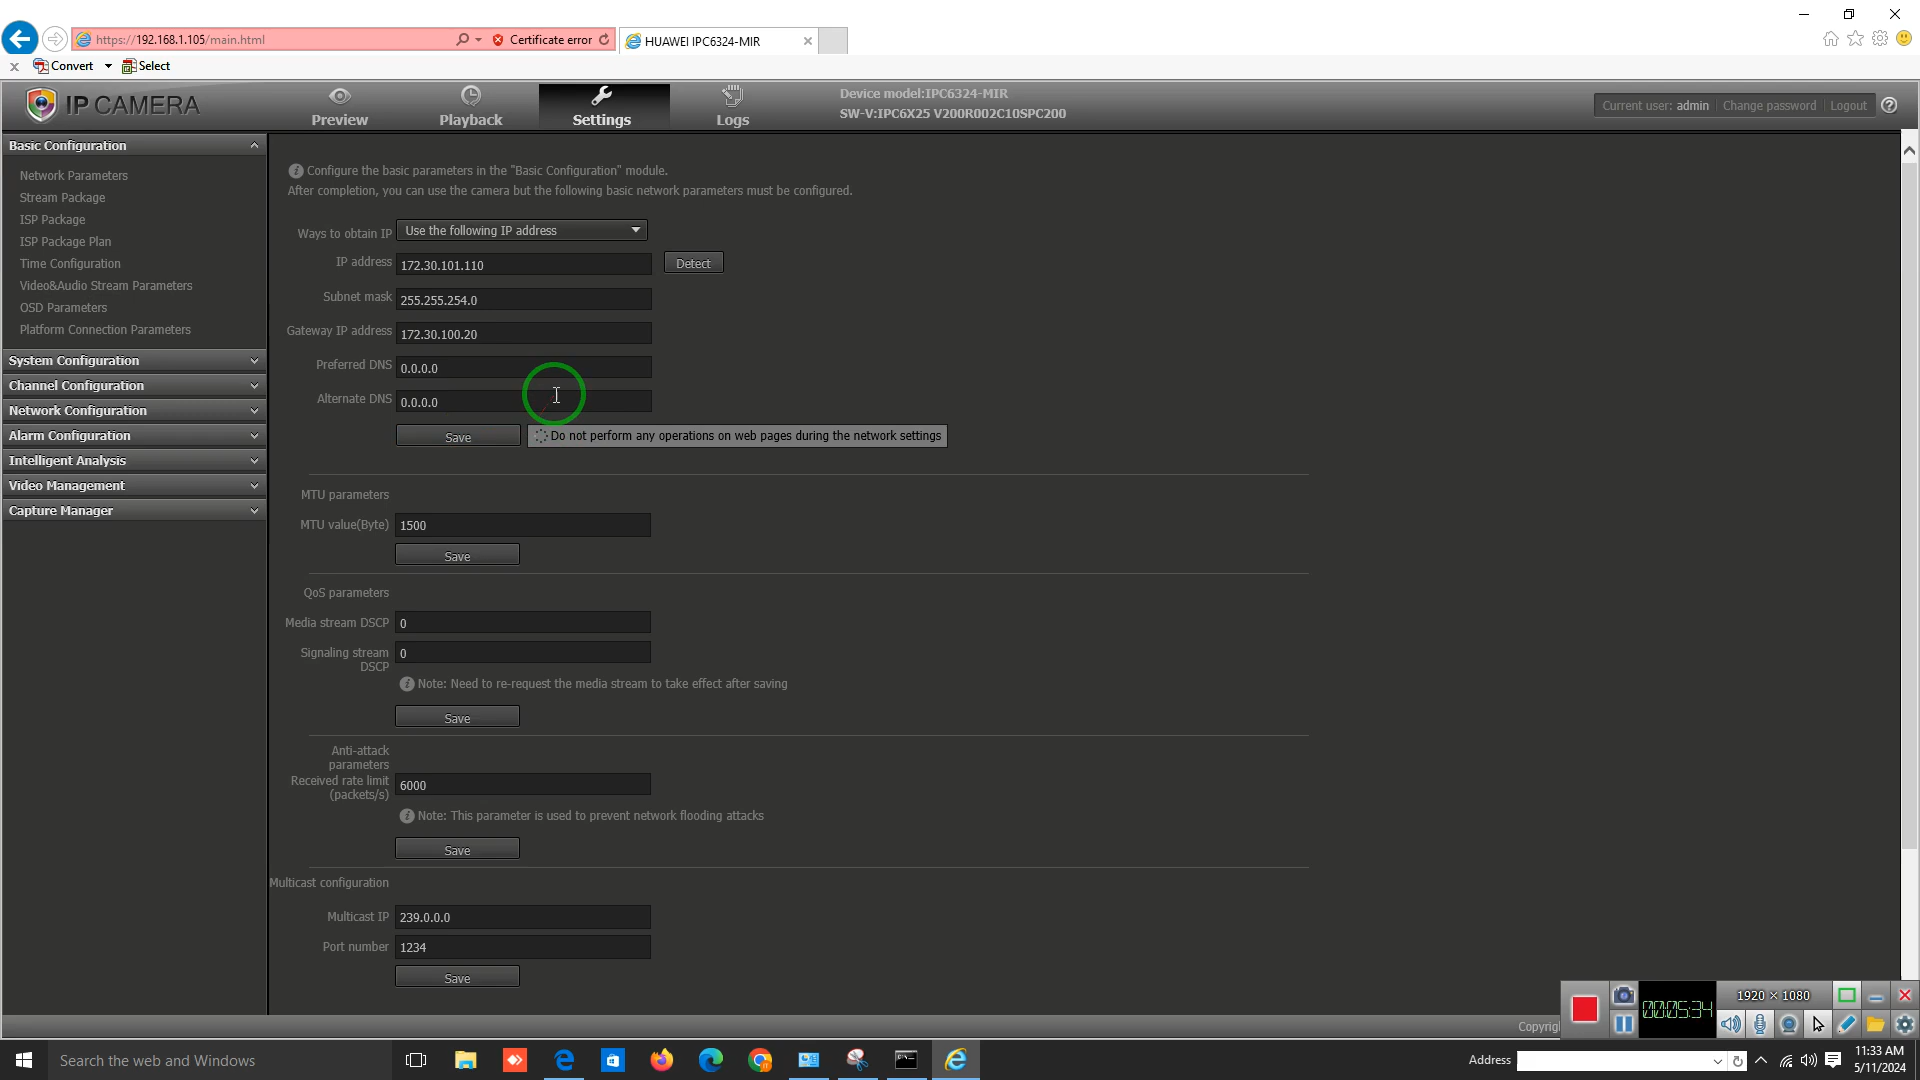 https://192.168.1.105/main.html
Certificate error
HUAWEI IPC6324-MIR
x Convert Select
IP CAMERA
Preview
Playback
Settings
Logs
Device model:IPC6324-MIR
SW-V:IPC6X25 V200R002C10SPC200
Current user: admin Change password Logout
Basic Configuration
Network Parameters
Stream Package
ISP Package
ISP Package Plan
Time Configuration
Video&Audio Stream Parameters
OSD Parameters
Platform Connection Parameters
System Configuration
Channel Configuration
Network Configuration
Alarm Configuration
Intelligent Analysis
Video Management
Capture Manager
Configure the basic parameters in the "Basic Configuration" module.
After completion, you can use the camera but the following basic network parameters must be configured.
Ways to obtain IP Use the following IP address
IP address 172.30.101.110 Detect
Subnet mask 255.255.254.0
Gateway IP address 172.30.100.20
Preferred DNS 0.0.0.0
Alternate DNS 0.0.0.0
Save Do not perform any operations on web pages during the network settings
MTU parameters
MTU value(Byte) 1500
Save
QoS parameters
Media stream DSCP 0
Signaling stream DSCP 0
Note: Need to re-request the media stream to take effect after saving
Save
Anti-attack parameters
Received rate limit (packets/s) 6000
Note: This parameter is used to prevent network flooding attacks
Save
Multicast configuration
Multicast IP 239.0.0.0
Port number 1234
Save
Copyrig
00:05:34
1920 × 1080
Search the web and Windows
Address
11:33 AM
5/11/2024